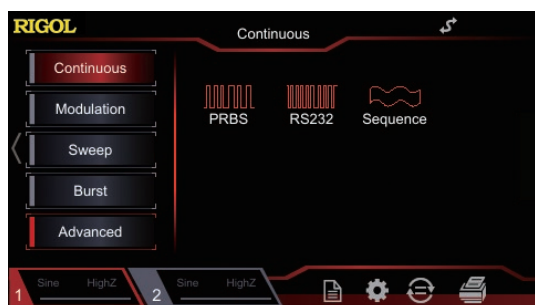 RIGOL
Continuous
Continuous
Modulation
Sweep
Burst
Advanced
PRBS
RS232
Sequence
1
Sine
HighZ
2
Sine
HighZ